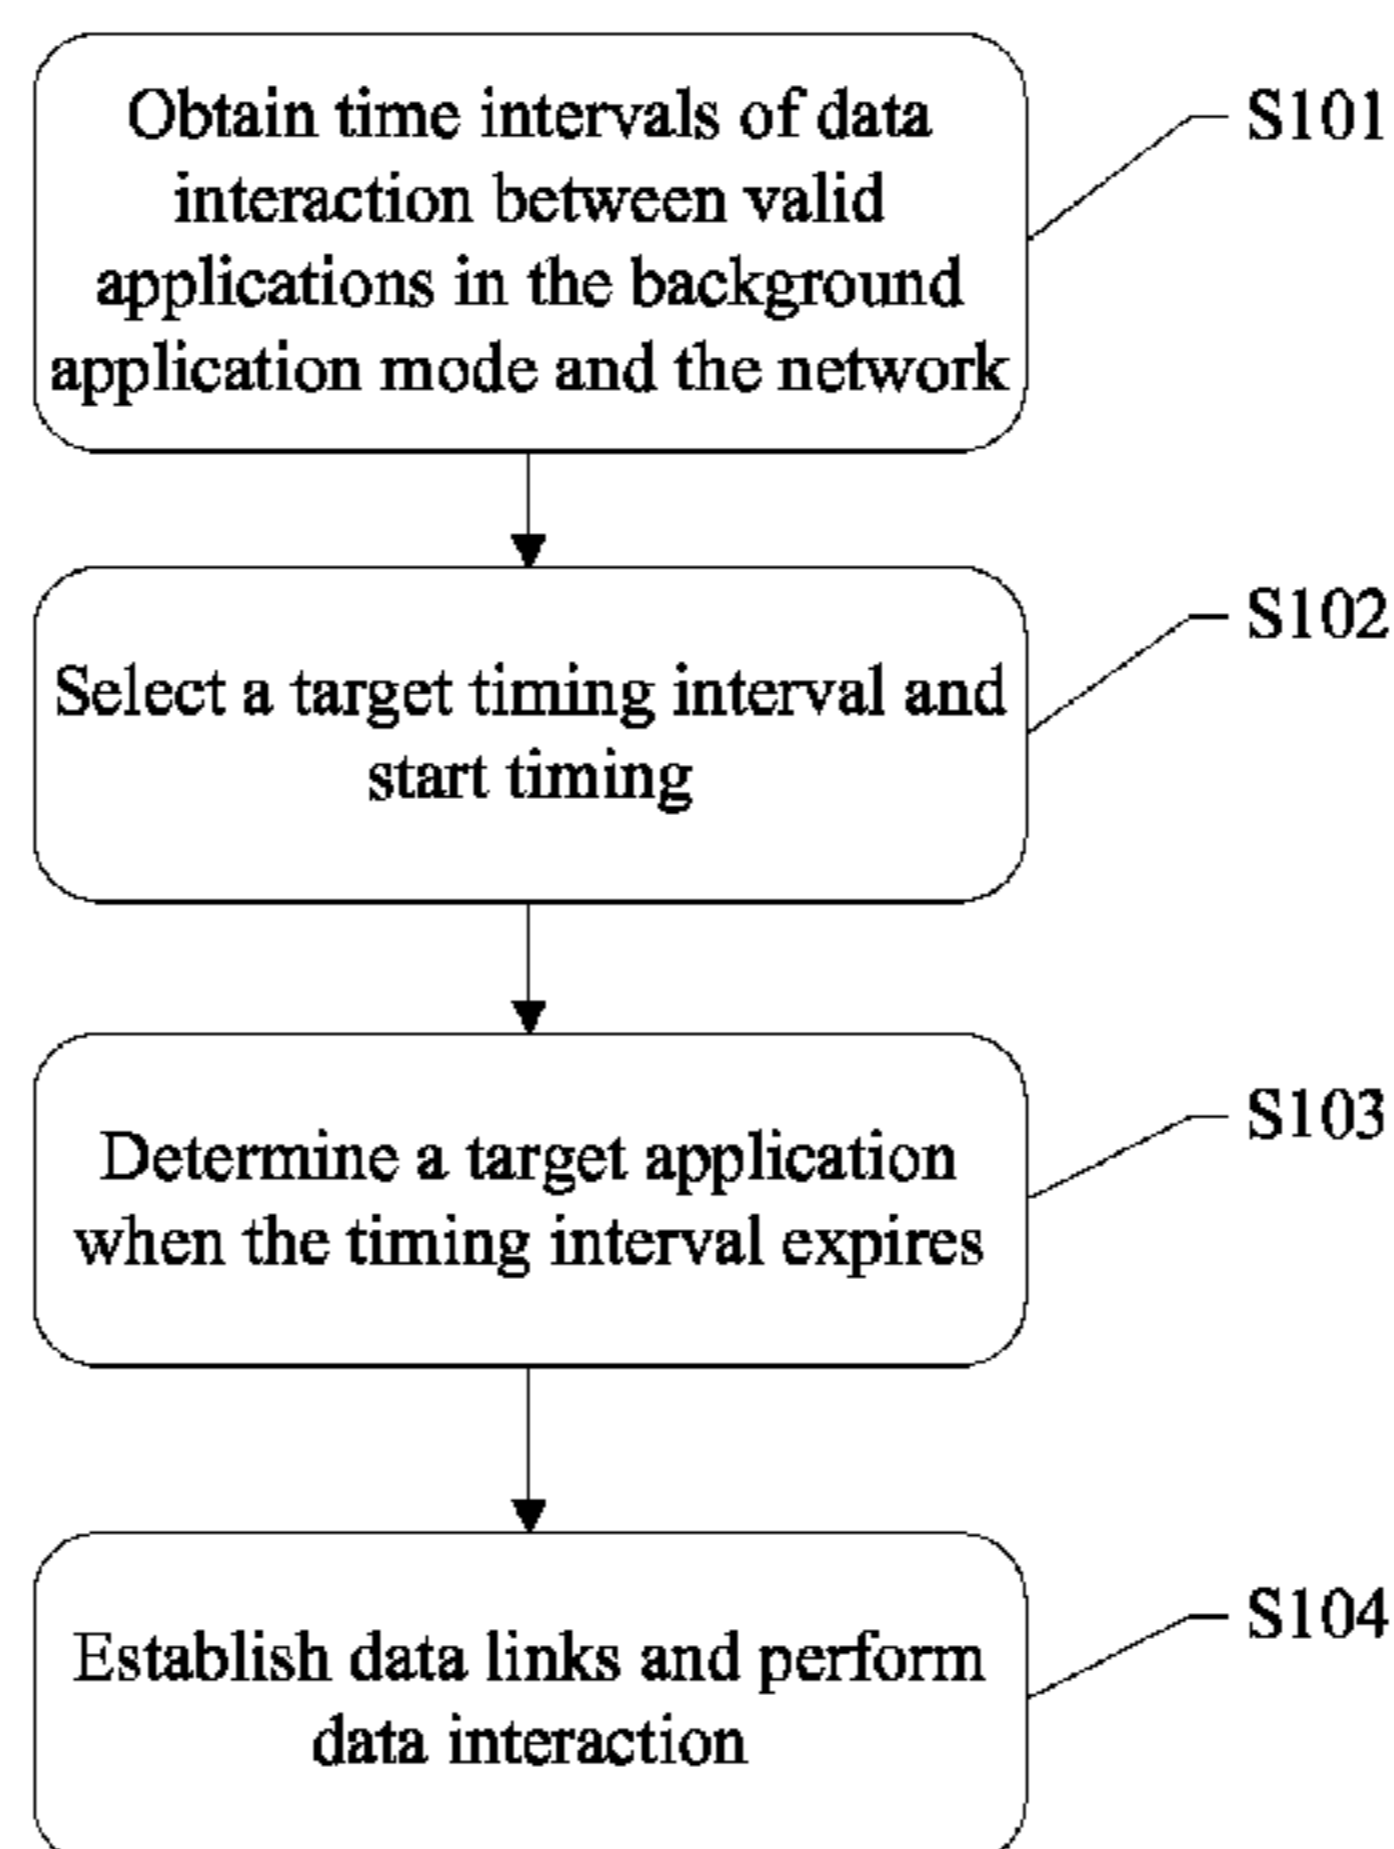 Obtain time intervals of data
interaction between valid
applications in the background
application mode and the network
S101
Select a target timing interval and
start timing
S102
Determine a target application
when the timing interval expires
S103
Establish data links and perform
data interaction
S104